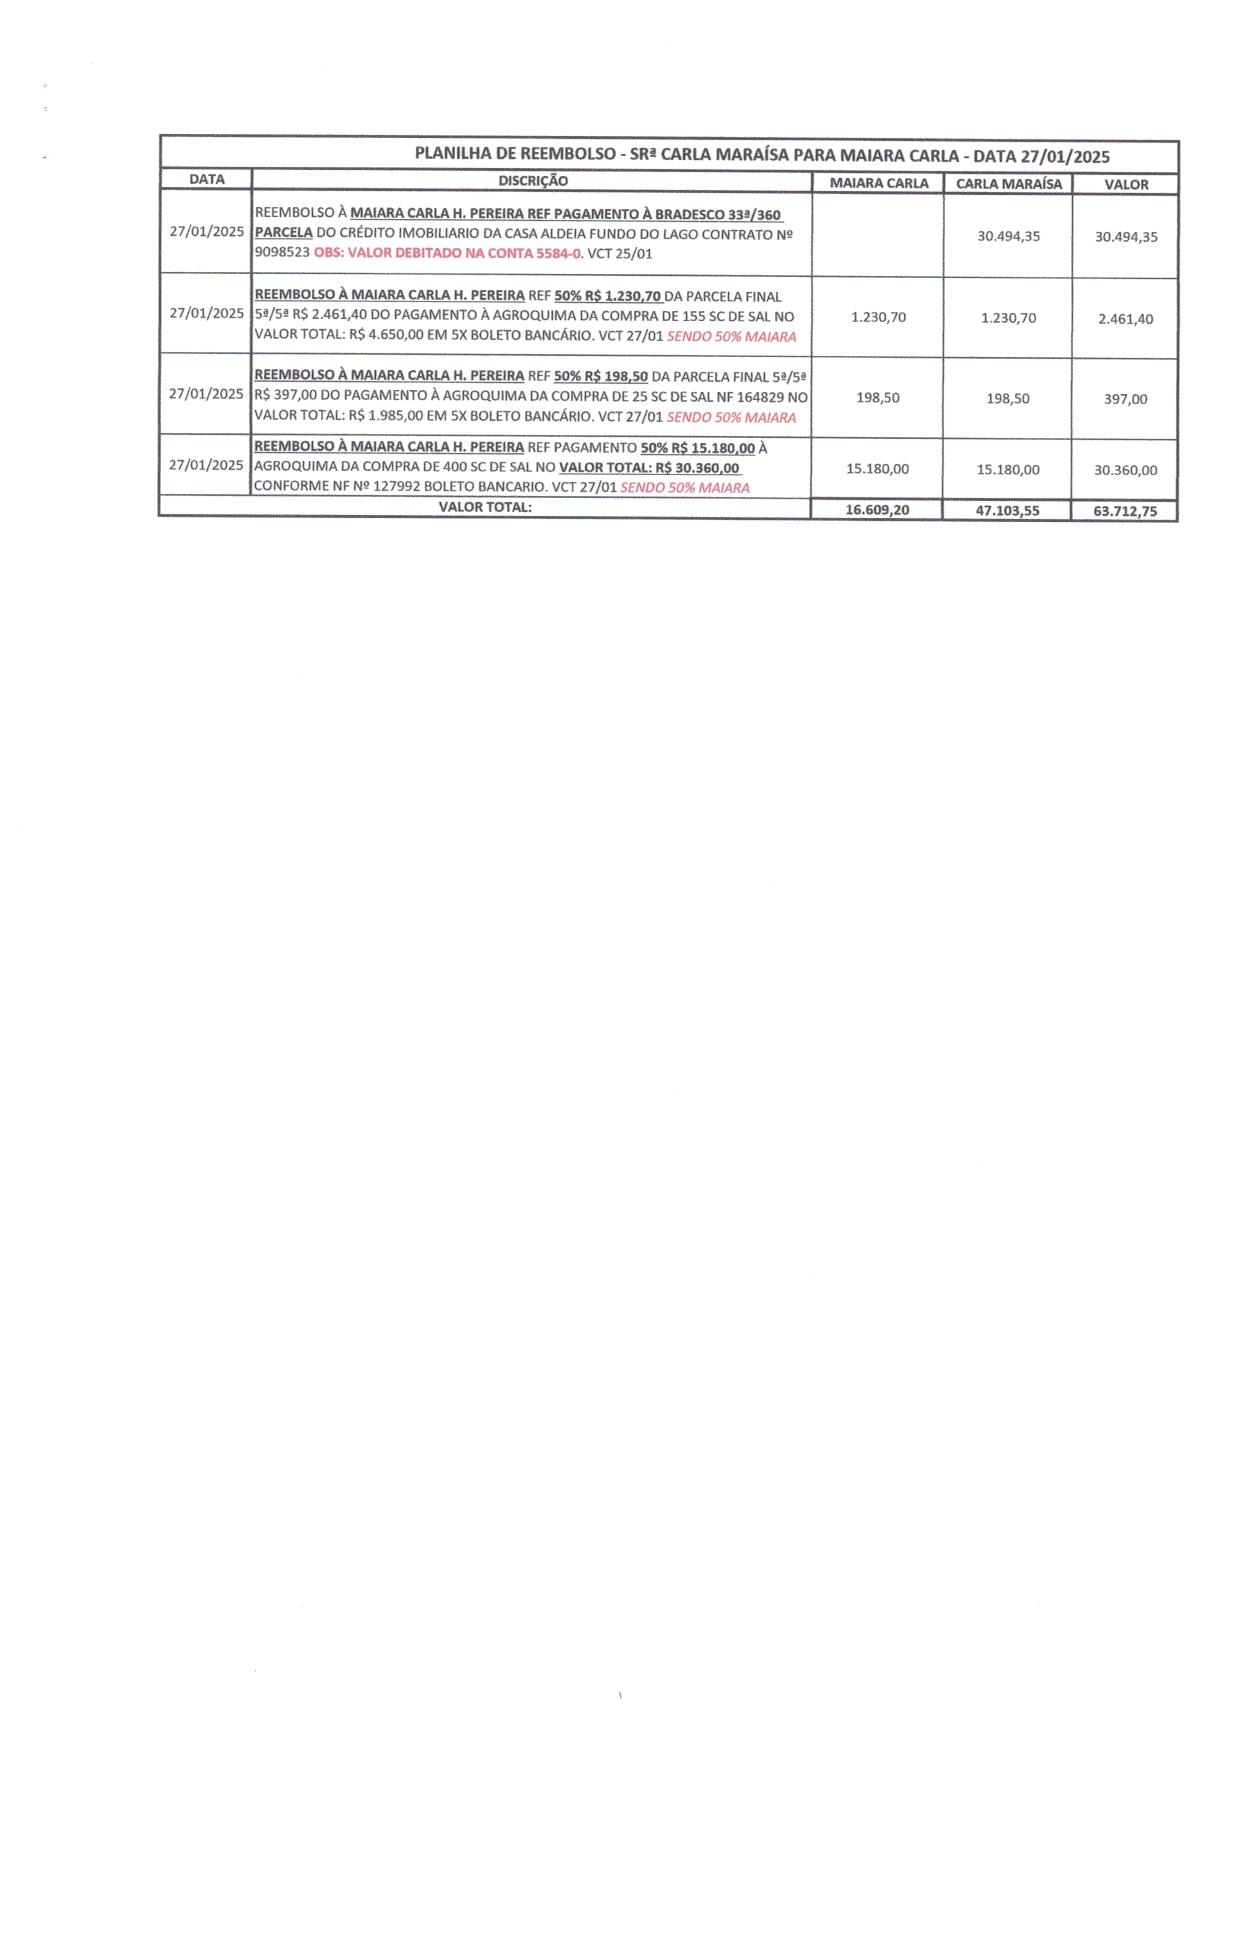 PLANILHA DE REEMBOLSO - SRª CARLA MARAÍSA PARA MAIARA CARLA - DATA 27/01/2025
DATA DISCRIÇÃO MAIARA CARLA CARLA MARAÍSA VALOR
REEMBOLSO À MAIARA CARLA H. PEREIRA REF PAGAMENTO À BRADESCO 33ª/360
27/01/2025 PARCELA DO CRÉDITO IMOBILIARIO DA CASA ALDEIA FUNDO DO LAGO CONTRATO Nº 30.494,35 30.494,35
9098523 OBS: VALOR DEBITADO NA CONTA 5584-0. VCT 25/01
REEMBOLSO À MAIARA CARLA H. PEREIRA REF 50% R$ 1.230,70 DA PARCELA FINAL
27/01/2025 5ª/5ª R$ 2.461,40 DO PAGAMENTO À AGROQUIMA DA COMPRA DE 155 SC DE SAL NO 1.230,70 1.230,70 2.461,40
VALOR TOTAL: R$ 4.650,00 EM 5X BOLETO BANCÁRIO. VCT 27/01 SENDO 50% MAIARA
REEMBOLSO À MAIARA CARLA H. PEREIRA REF 50% R$ 198,50 DA PARCELA FINAL 5ª/5ª
27/01/2025 R$ 397,00 DO PAGAMENTO À AGROQUIMA DA COMPRA DE 25 SC DE SAL NF 164829 NO 198,50 198,50 397,00
VALOR TOTAL: R$ 1.985,00 EM 5X BOLETO BANCÁRIO. VCT 27/01 SENDO 50% MAIARA
REEMBOLSO À MAIARA CARLA H. PEREIRA REF PAGAMENTO 50% R$ 15.180,00 À
27/01/2025 AGROQUIMA DA COMPRA DE 400 SC DE SAL NO VALOR TOTAL: R$ 30.360,00 15.180,00 15.180,00 30.360,00
CONFORME NF Nº 127992 BOLETO BANCARIO. VCT 27/01 SENDO 50% MAIARA
VALOR TOTAL: 16.609,20 47.103,55 63.712,75